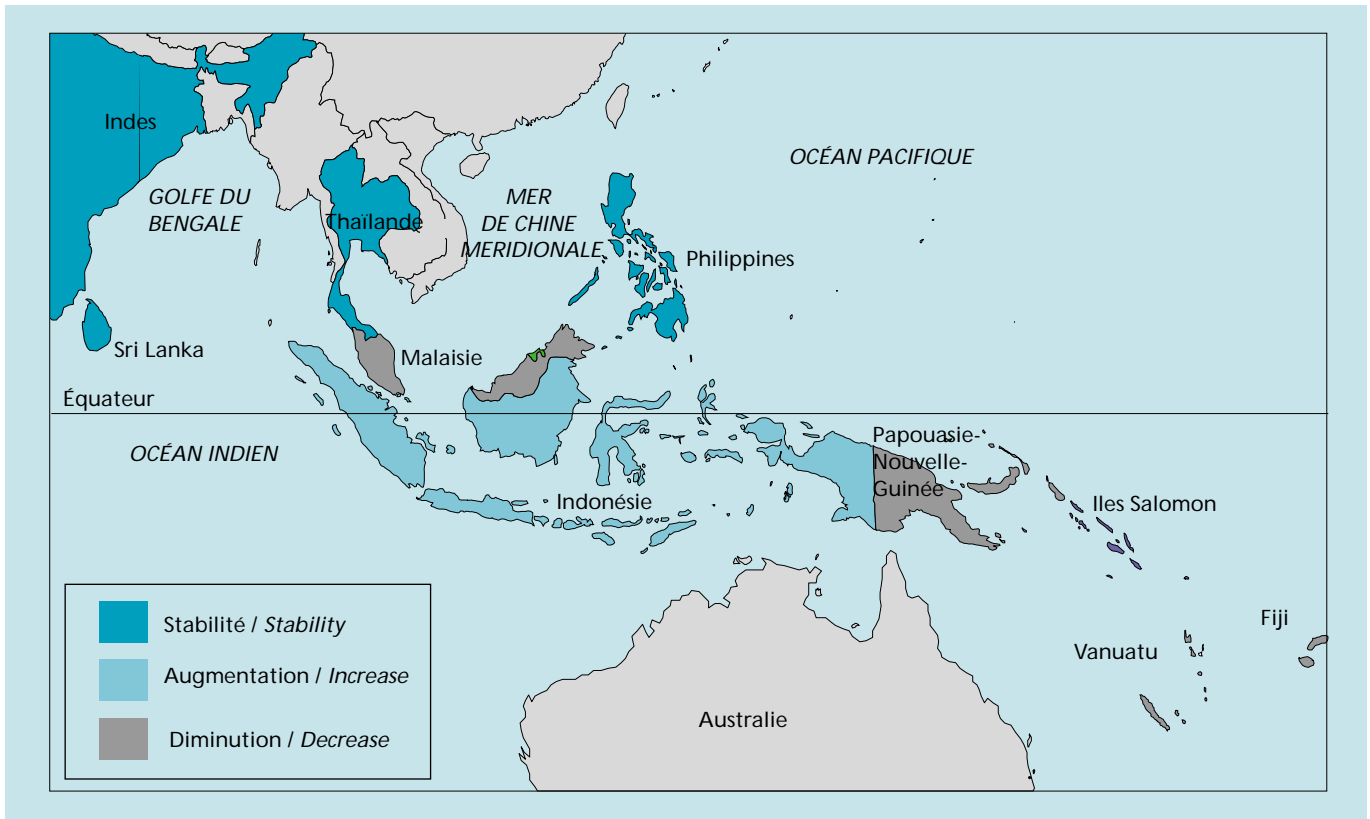 Indes
OCÉAN PACIFIQUE
GOLFE DU
BENGALE
MER
DE CHINE
MERIDIONALE
Thaïlande
Philippines
Sri Lanka
Malaisie
Équateur
OCÉAN INDIEN
Papouasie-
Nouvelle-
Guinée
Indonésie
Iles Salomon
Fiji
Vanuatu
Australie
Stabilité / Stability
Augmentation / Increase
Diminution / Decrease